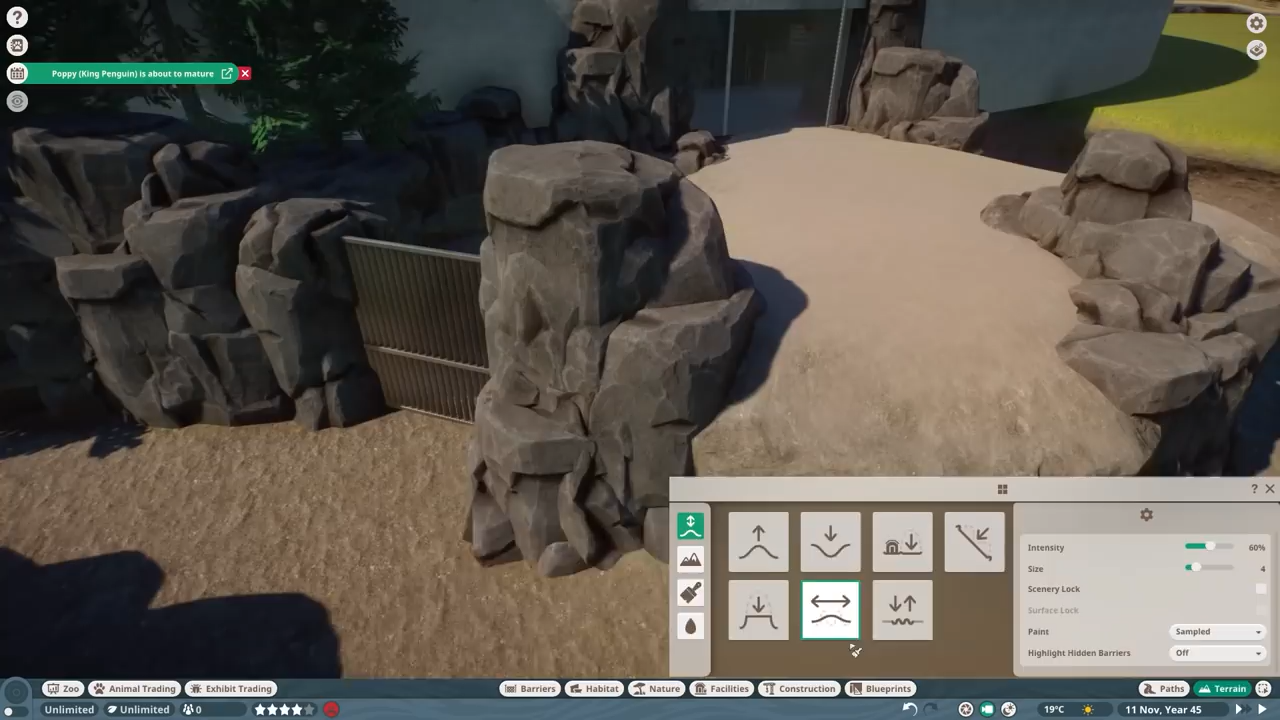 ?
Poppy (King Penguin) is about to mature
?
Intensity 60%
Size 4
Scenery Lock
Surface Lock
Paint Sampled
Highlight Hidden Barriers Off
Zoo Animal Trading Exhibit Trading Barriers Habitat Nature Facilities Construction Blueprints Paths Terrain
Unlimited Unlimited 0 19°C 11 Nov, Year 45